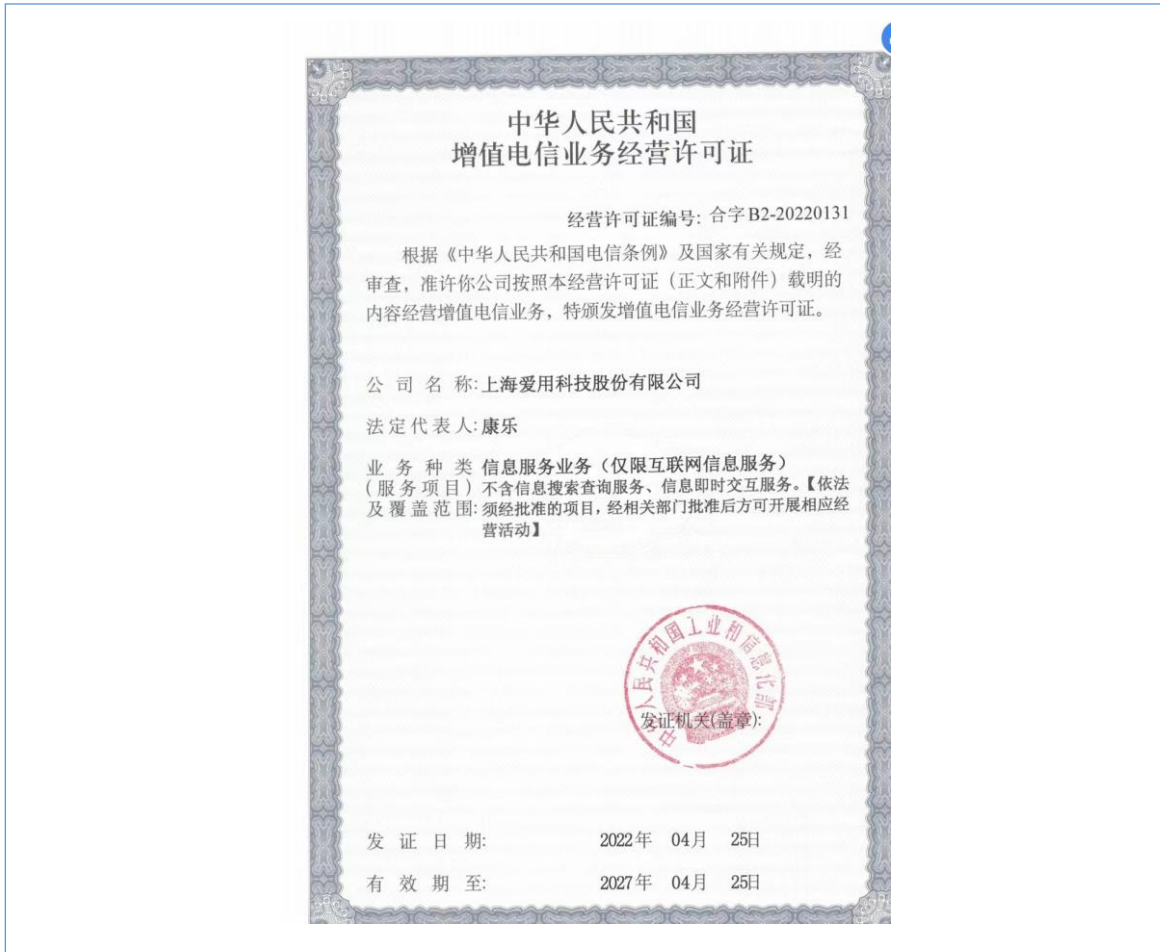 中华人民共和国
增值电信业务经营许可证
经营许可证编号: 合字B2-20220131
根据《中华人民共和国电信条例》及国家有关规定，经
审查，准许你公司按照本经营许可证（正文和附件）载明的
内容经营增值电信业务，特颁发增值电信业务经营许可证。
公 司 名 称: 上海爱用科技股份有限公司
法定代表人: 康乐
业 务 种 类 信息服务业务（仅限互联网信息服务）
(服务项目) 不含信息搜索查询服务、信息即时交互服务。【依法
及覆盖范围: 须经批准的项目，经相关部门批准后方可开展相应经
营活动】
中华人民共和国工业和信息化部
发证机关(盖章):
发 证 日 期: 2022年 04月 25日
有 效 期 至: 2027年 04月 25日